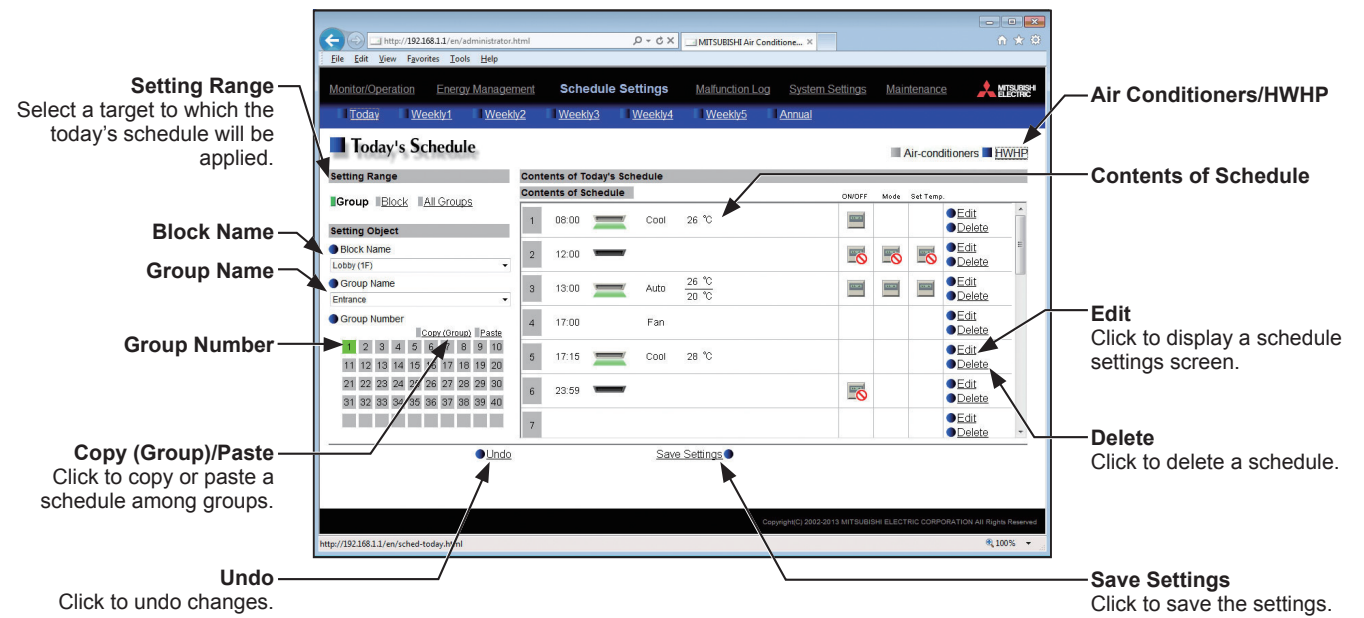 http://192.168.1.1/en/administrator.html
MITSUBISHI Air Conditione...
File Edit View Favorites Tools Help
Monitor/Operation Energy Management Schedule Settings Malfunction Log System Settings Maintenance MITSUBISHI ELECTRIC
Today Weekly1 Weekly2 Weekly3 Weekly4 Weekly5 Annual
Today's Schedule
Air-conditioners HWHP
Setting Range
Group Block All Groups
Setting Object
Block Name
Lobby (1F)
Group Name
Entrance
Group Number
Copy (Group) Paste
1 2 3 4 5 6 7 8 9 10
11 12 13 14 15 16 17 18 19 20
21 22 23 24 25 26 27 28 29 30
31 32 33 34 35 36 37 38 39 40
Contents of Today's Schedule
Contents of Schedule ON/OFF Mode Set Temp.
1 08:00 Cool 26 ℃ Edit
Delete
2 12:00 Edit
Delete
3 13:00 Auto 26 ℃ Edit
20 ℃ Delete
4 17:00 Fan Edit
Delete
5 17:15 Cool 28 ℃ Edit
Delete
6 23:59 Edit
Delete
7 Edit
Delete
Undo Save Settings
Copyright(C) 2002-2013 MITSUBISHI ELECTRIC CORPORATION All Rights Reserved
http://192.168.1.1/en/sched-today.html 100%
Setting Range
Select a target to which the
today's schedule will be
applied.
Block Name
Group Name
Group Number
Copy (Group)/Paste
Click to copy or paste a
schedule among groups.
Undo
Click to undo changes.
Air Conditioners/HWHP
Contents of Schedule
Edit
Click to display a schedule
settings screen.
Delete
Click to delete a schedule.
Save Settings
Click to save the settings.